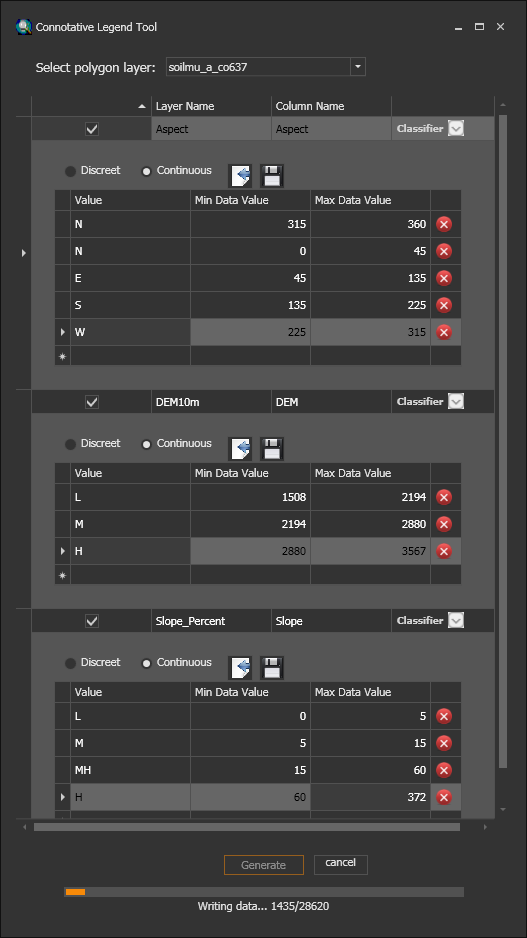 Connotative Legend Tool
Select polygon layer: soilmu_a_co637
Layer Name Column Name
Aspect Aspect Classifier
Discreet Continuous
Value Min Data Value Max Data Value
N 315 360
N 0 45
E 45 135
S 135 225
W 225 315
DEM10m DEM Classifier
Discreet Continuous
Value Min Data Value Max Data Value
L 1508 2194
M 2194 2880
H 2880 3567
Slope_Percent Slope Classifier
Discreet Continuous
Value Min Data Value Max Data Value
L 0 5
M 5 15
MH 15 60
H 60 372
Generate cancel
Writing data... 1435/28620